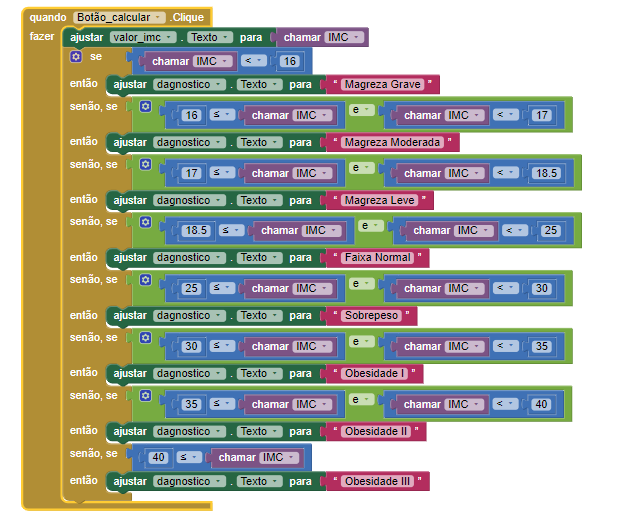 quando Botão_calcular .Clique
fazer ajustar valor_imc . Texto para chamar IMC
se chamar IMC < 16
então ajustar dagnostico . Texto para " Magreza Grave "
senão, se 16 ≤ chamar IMC e chamar IMC < 17
então ajustar dagnostico . Texto para " Magreza Moderada "
senão, se 17 ≤ chamar IMC e chamar IMC < 18.5
então ajustar dagnostico . Texto para " Magreza Leve "
senão, se 18.5 ≤ chamar IMC e chamar IMC < 25
então ajustar dagnostico . Texto para " Faixa Normal "
senão, se 25 ≤ chamar IMC e chamar IMC < 30
então ajustar dagnostico . Texto para " Sobrepeso "
senão, se 30 ≤ chamar IMC e chamar IMC < 35
então ajustar dagnostico . Texto para " Obesidade I "
senão, se 35 ≤ chamar IMC e chamar IMC < 40
então ajustar dagnostico . Texto para " Obesidade II "
senão, se 40 ≤ chamar IMC
então ajustar dagnostico . Texto para " Obesidade III "